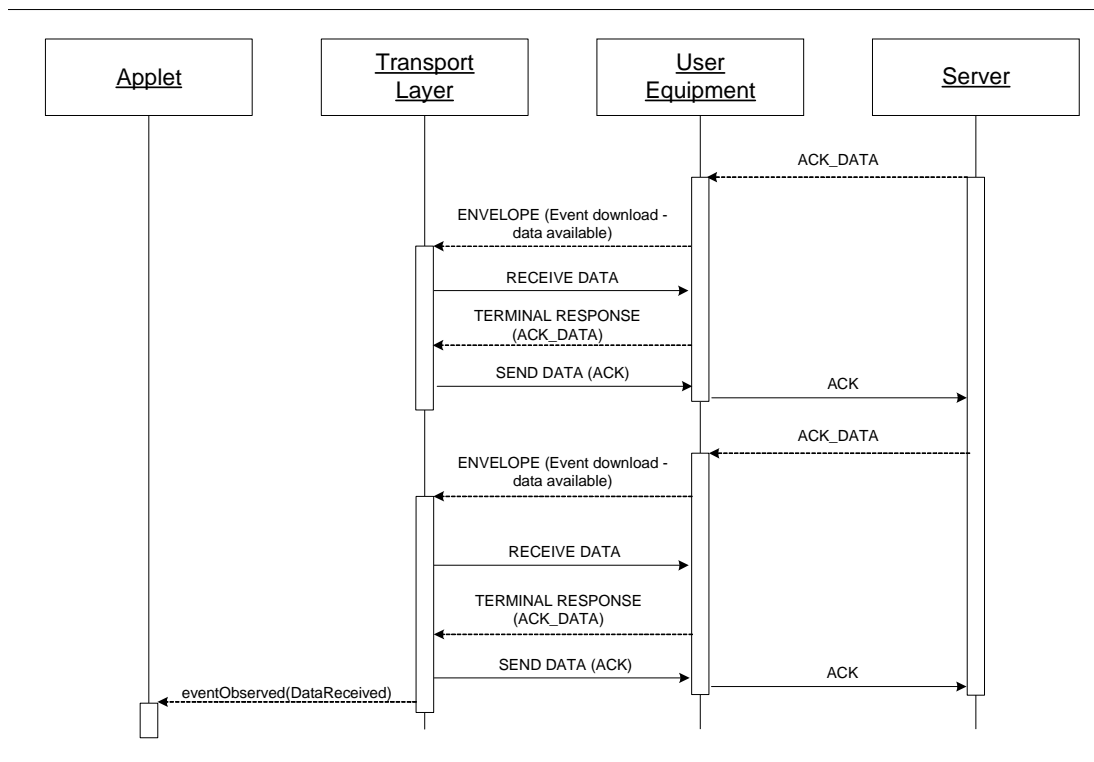 Applet
Transport
Layer
User
Equipment
Server
ACK_DATA
ENVELOPE (Event download -
data available)
RECEIVE DATA
TERMINAL RESPONSE
(ACK_DATA)
SEND DATA (ACK)
ACK
ACK_DATA
ENVELOPE (Event download -
data available)
RECEIVE DATA
TERMINAL RESPONSE
(ACK_DATA)
SEND DATA (ACK)
ACK
eventObserved(DataReceived)